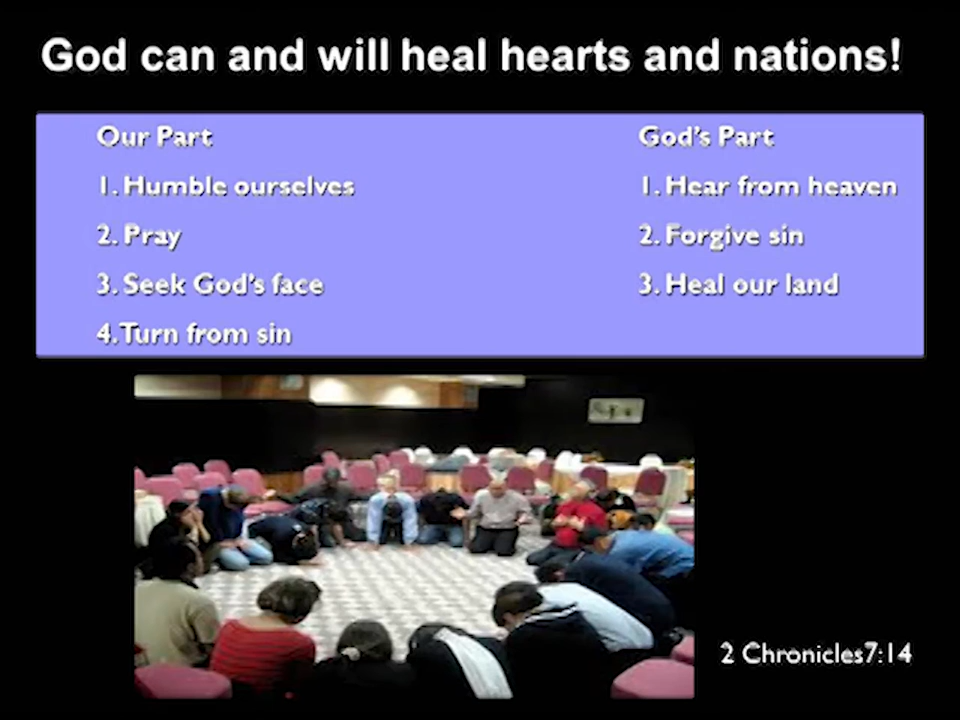 God can and will heal hearts and nations!
Our Part
1. Humble ourselves
2. Pray
3. Seek God's face
4. Turn from sin
God's Part
1. Hear from heaven
2. Forgive sin
3. Heal our land
2 Chronicles7:14